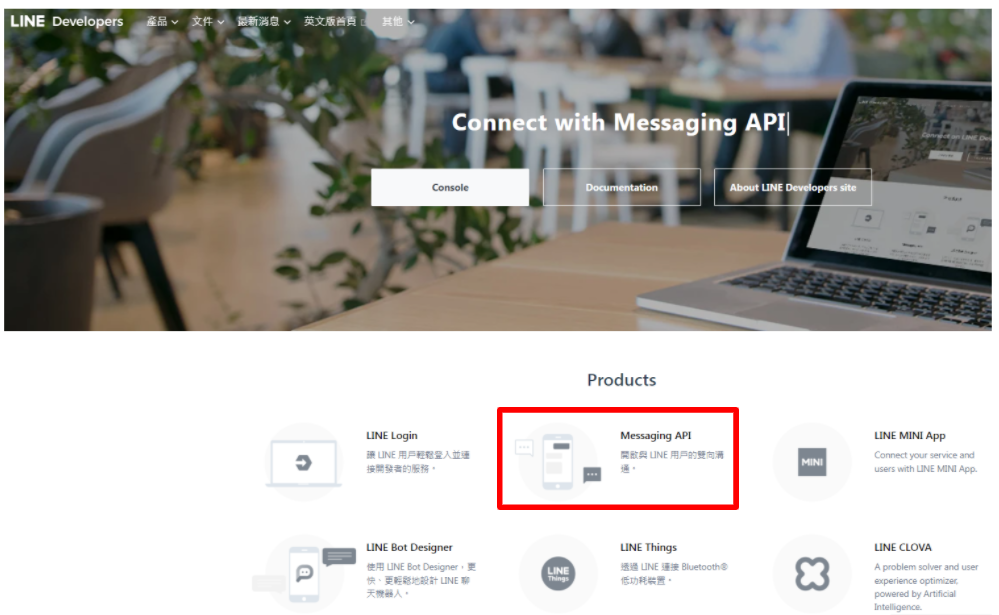 LINE Developers 產品 文件 最新消息 英文版首頁 其他
Connect with Messaging API
Console Documentation About LINE Developers site
Products
LINE Login
讓 LINE 用戶輕鬆登入並連
接開發者的服務。
Messaging API
開啟與 LINE 用戶的雙向溝
通。
LINE MINI App
Connect your service and
users with LINE MINI App.
MINI
LINE Bot Designer
使用 LINE Bot Designer，更
快、更輕鬆地設計 LINE 聊
天機器人。
LINE
Things
LINE Things
透過 LINE 連接 Bluetooth®
低功耗裝置。
LINE CLOVA
A problem solver and user
experience optimizer,
powered by Artificial
Intelligence.